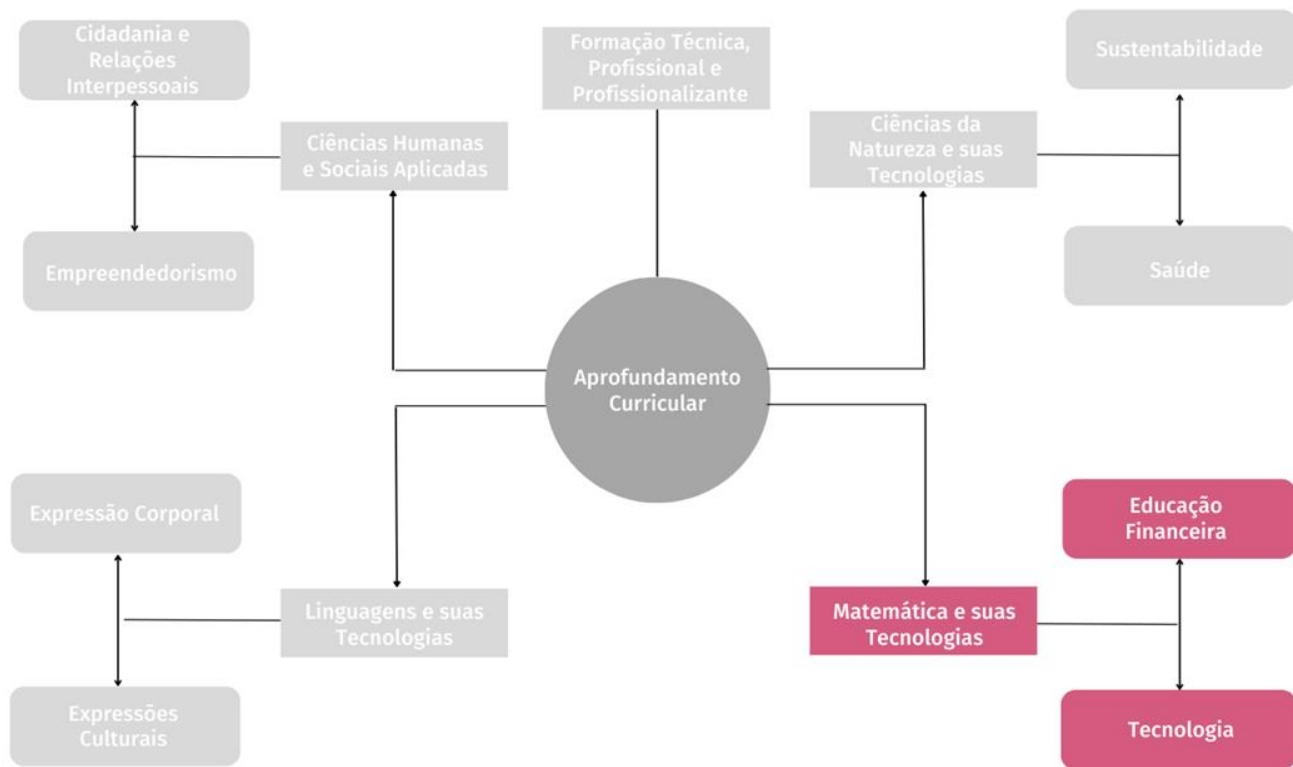 Cidadania e
Relações
Interpessoais
Formação Técnica,
Profissional e
Profissionalizante
Sustentabilidade
Ciências Humanas
e Sociais Aplicadas
Ciências da
Natureza e suas
Tecnologias
Empreendedorismo
Saúde
Aprofundamento
Curricular
Expressão Corporal
Educação
Financeira
Linguagens e suas
Tecnologias
Matemática e suas
Tecnologias
Expressões
Culturais
Tecnologia